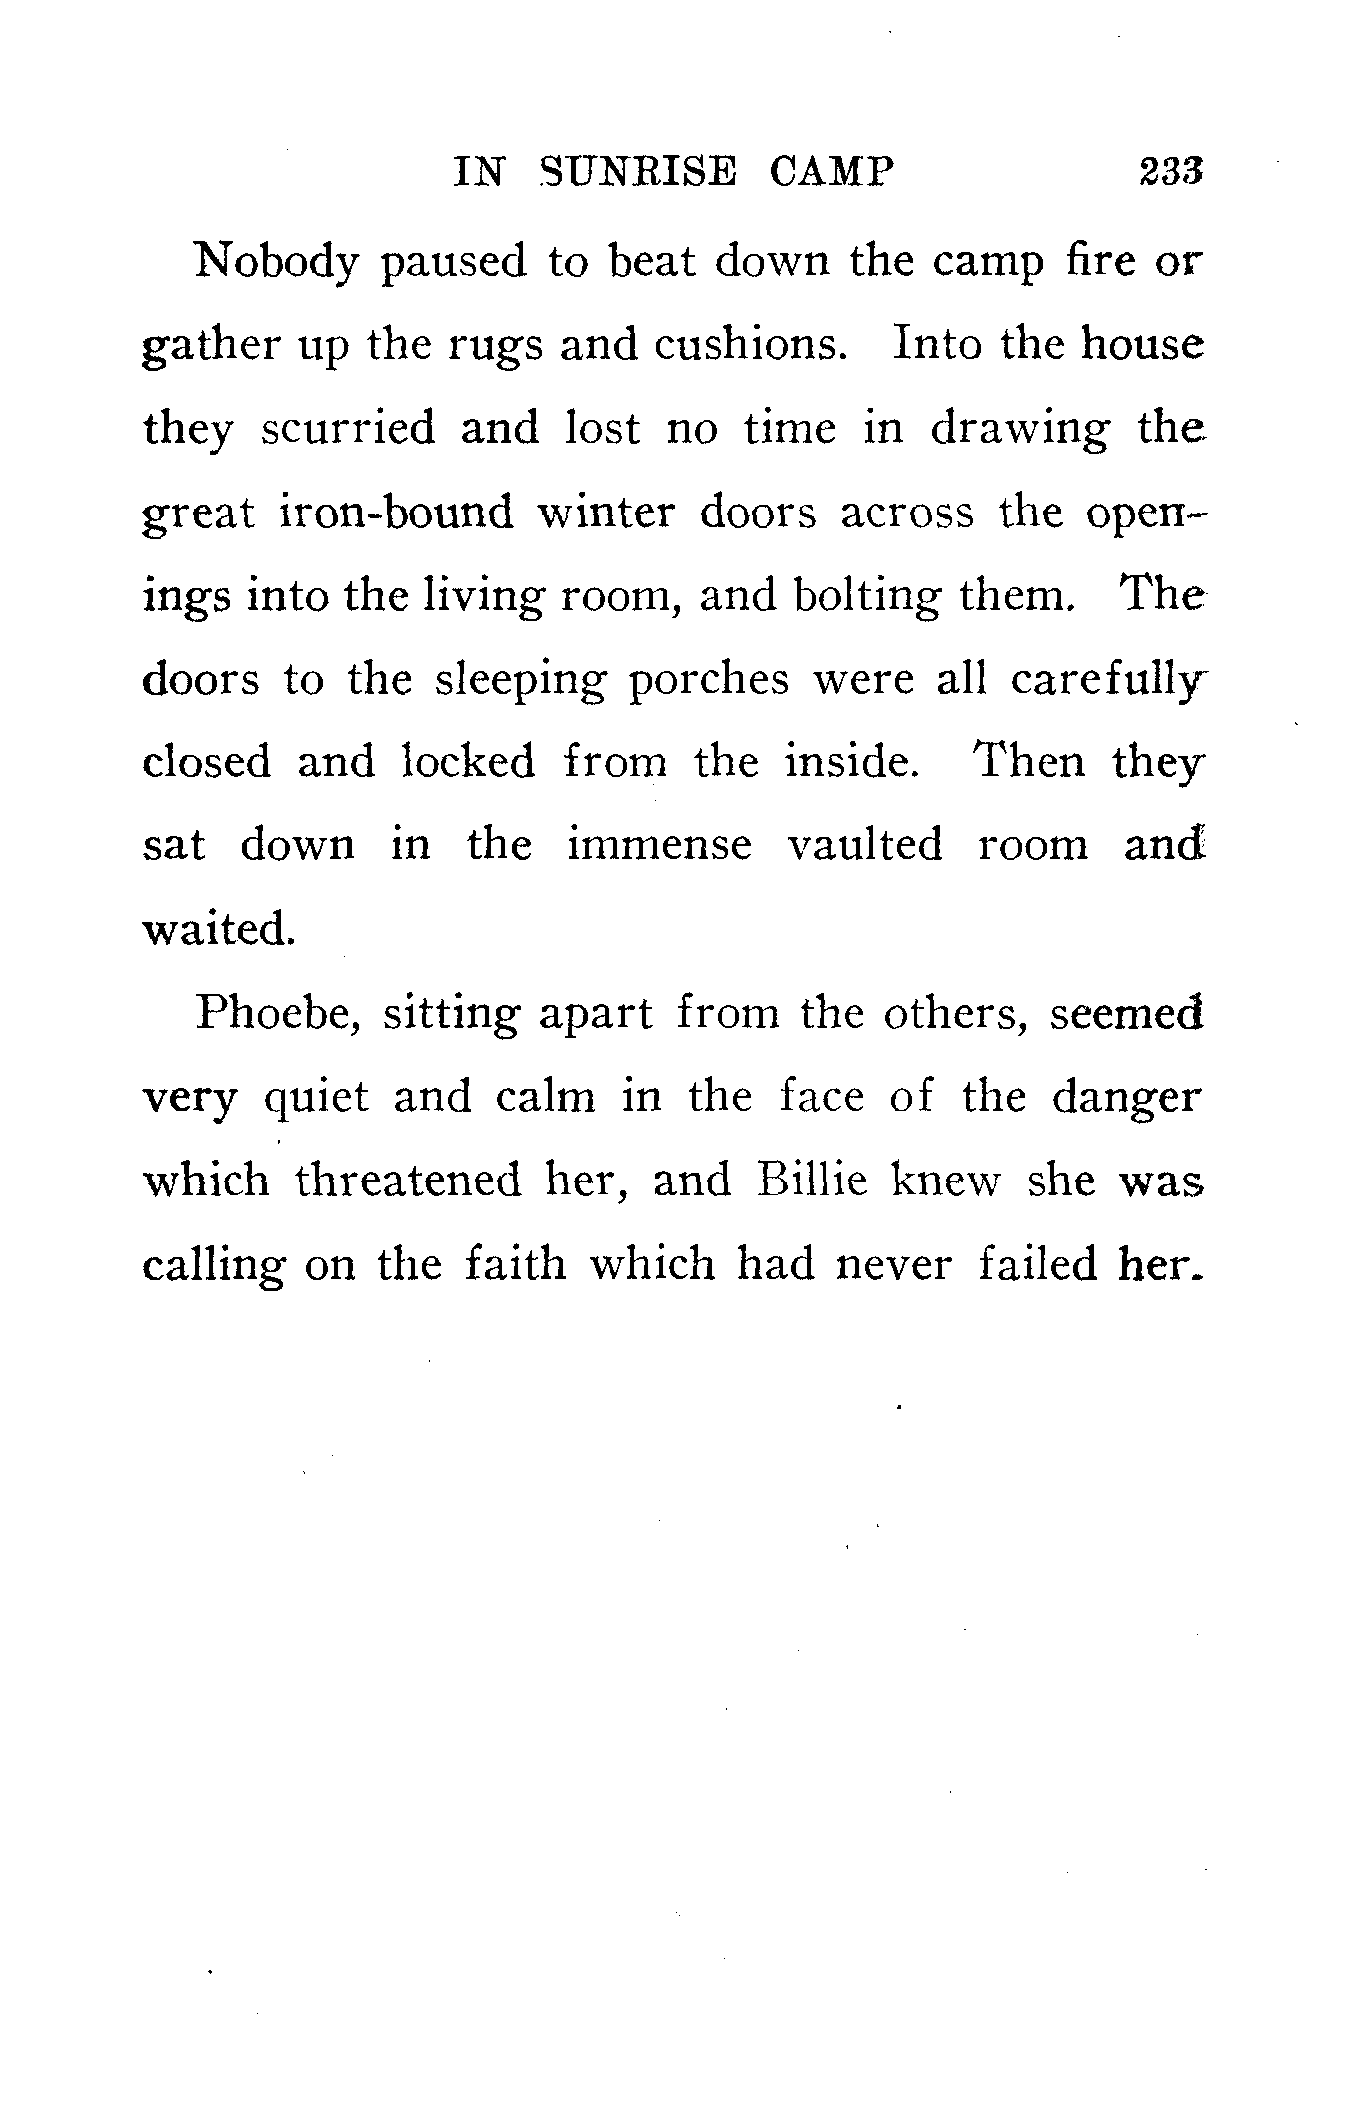 IN SUNRISE CAMP 233
Nobody paused to beat down the camp fire or
gather up the rugs and cushions. Into the house
they scurried and lost no time in drawing the
great iron-bound winter doors across the open-
ings into the living room, and bolting them. The
doors to the sleeping porches were all carefully
closed and locked from the inside. Then they
sat down in the immense vaulted room and
waited.
Phoebe, sitting apart from the others, seemed
very quiet and calm in the face of the danger
which threatened her, and Billie knew she was
calling on the faith which had never failed her.